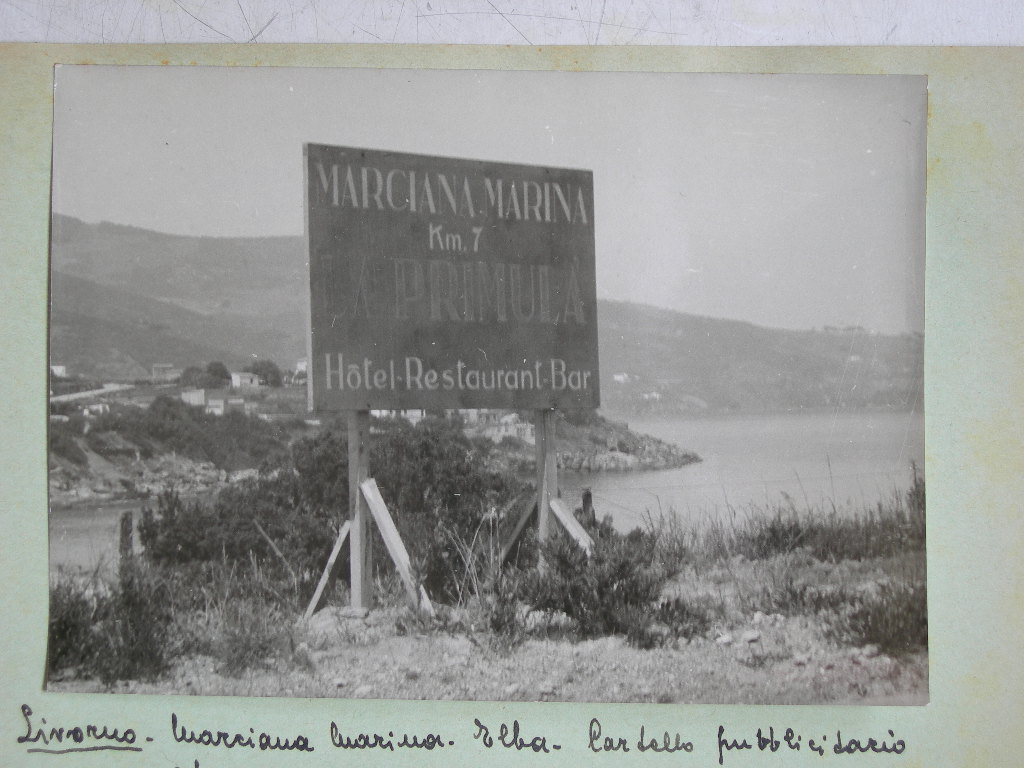 MARCIANA MARINA
Km. 7
LA PRIMULA
Hôtel-Restaurant-Bar
Livorno - Marciana Marina - Elba - Cartello pubblicitario